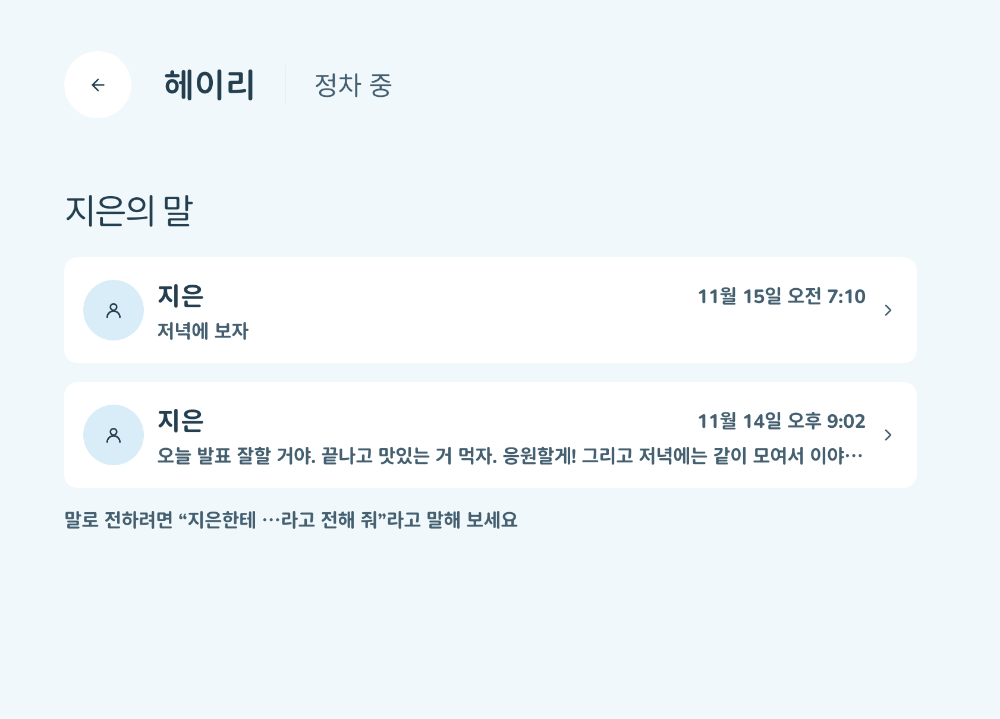 헤이리
정차 중
지은의 말
지은
11월 15일 오전 7:10
저녁에 보자
지은
11월 14일 오후 9:02
오늘 발표 잘할 거야. 끝나고 맛있는 거 먹자. 응원할게! 그리고 저녁에는 같이 모여서 이야…
말로 전하려면 “지은한테 …라고 전해 줘”라고 말해 보세요